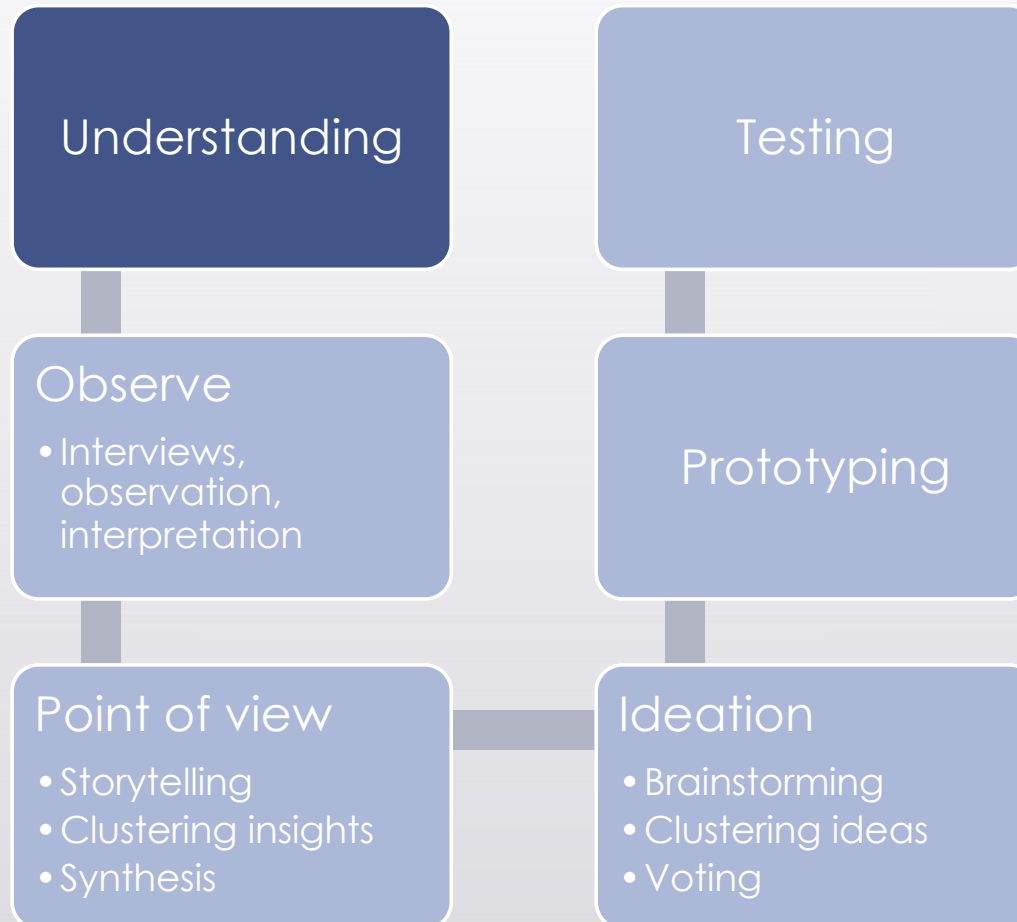 Understanding
Observe
• Interviews,
observation,
interpretation
Point of view
• Storytelling
• Clustering insights
• Synthesis
Ideation
• Brainstorming
• Clustering ideas
• Voting
Prototyping
Testing